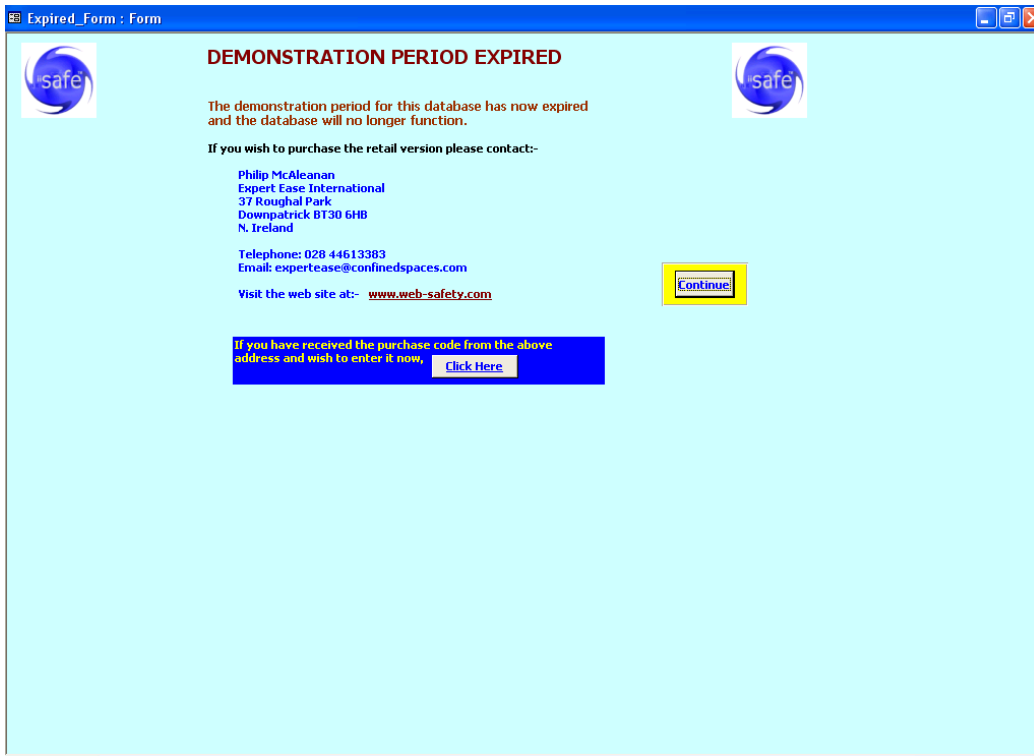 Expired_Form : Form
safe
DEMONSTRATION PERIOD EXPIRED
safe
The demonstration period for this database has now expired
and the database will no longer function.
If you wish to purchase the retail version please contact:-
Philip McAleanan
Expert Ease International
37 Roughal Park
Downpatrick BT30 6HB
N. Ireland
Telephone: 028 44613383
Email: expertease@confinedspaces.com
Visit the web site at:- www.web-safety.com
Continue
If you have received the purchase code from the above
address and wish to enter it now, Click Here